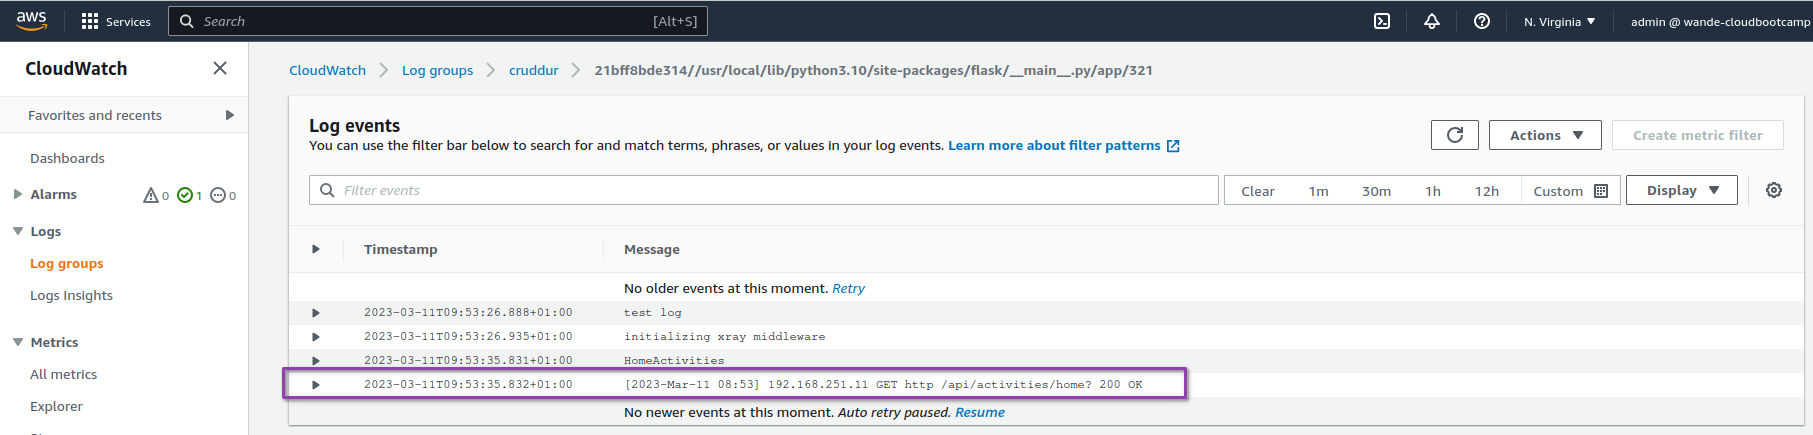 aws Services Search [Alt+S] N. Virginia admin @ wande-cloudbootcamp
CloudWatch
Favorites and recents
Dashboards
Alarms 0 1 0
Logs
Log groups
Logs Insights
Metrics
All metrics
Explorer
CloudWatch Log groups cruddur 21bff8bde314//usr/local/lib/python3.10/site-packages/flask/__main__.py/app/321
Log events
You can use the filter bar below to search for and match terms, phrases, or values in your log events. Learn more about filter patterns
Actions Create metric filter
Filter events Clear 1m 30m 1h 12h Custom Display
Timestamp Message
No older events at this moment. Retry
2023-03-11T09:53:26.888+01:00 test log
2023-03-11T09:53:26.935+01:00 initializing xray middleware
2023-03-11T09:53:35.831+01:00 HomeActivities
2023-03-11T09:53:35.832+01:00 [2023-Mar-11 08:53] 192.168.251.11 GET http /api/activities/home? 200 OK
No newer events at this moment. Auto retry paused. Resume